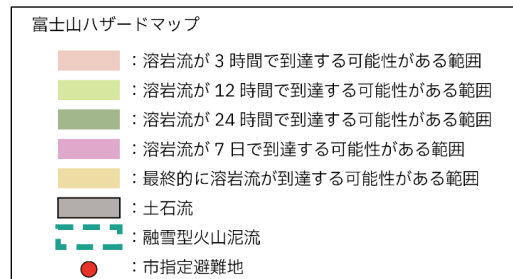 富士山ハザードマップ
：溶岩流が 3 時間で到達する可能性がある範囲
：溶岩流が 12 時間で到達する可能性がある範囲
：溶岩流が 24 時間で到達する可能性がある範囲
：溶岩流が 7 日で到達する可能性がある範囲
：最終的に溶岩流が到達する可能性がある範囲
：土石流
：融雪型火山泥流
：市指定避難地